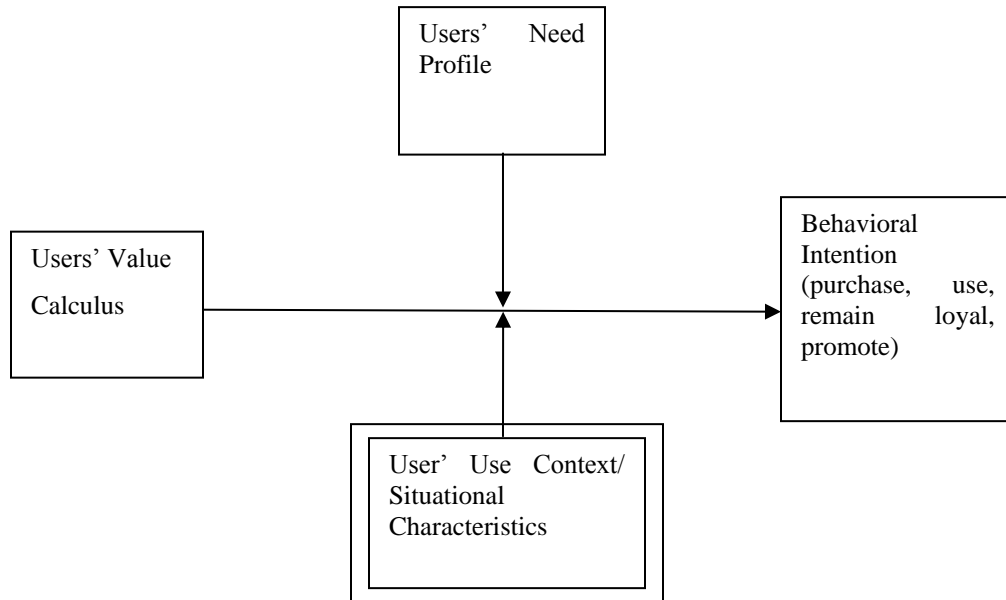 Users' Need
Profile
Users' Value
Calculus
Behavioral
Intention
(purchase, use,
remain loyal,
promote)
User' Use Context/
Situational
Characteristics